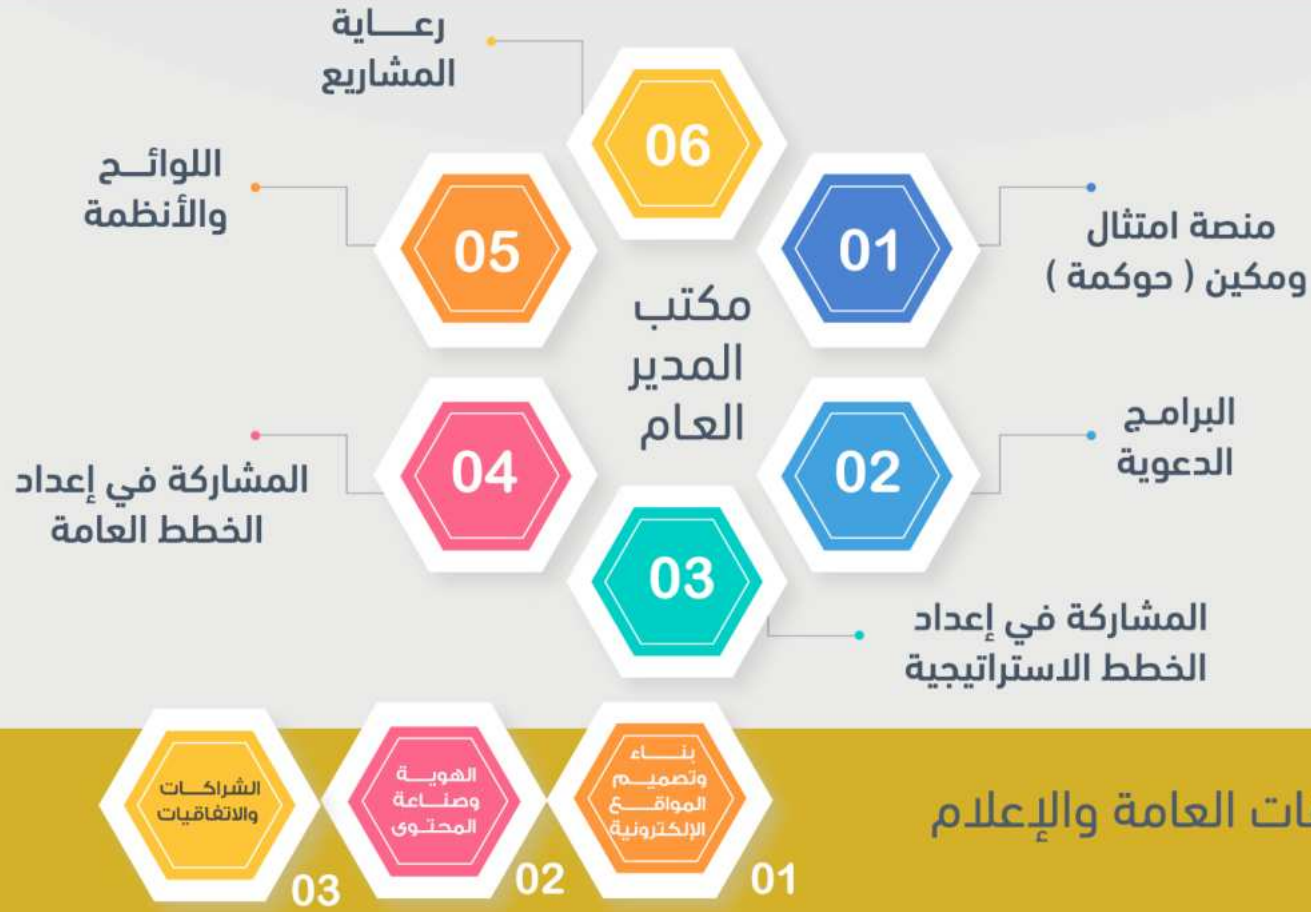 رعـــاية
المشاريع
06
اللوائــح
والأنظمة
05
01
منصة امتثال
ومكين ( حوكمة )
مكتب
المدير
العام
04
المشاركة في إعداد
الخطط العامة
02
البرامـج
الدعوية
03
المشاركة في إعداد
الخطط الاستراتيجية
ـات العامة والإعلام
بنـــاء
وتصميـــم
المواقـــع
الإلكترونية
01
الهويـــة
وصنـــاعة
المحتـوى
02
الشراكـــات
والاتفاقيات
03